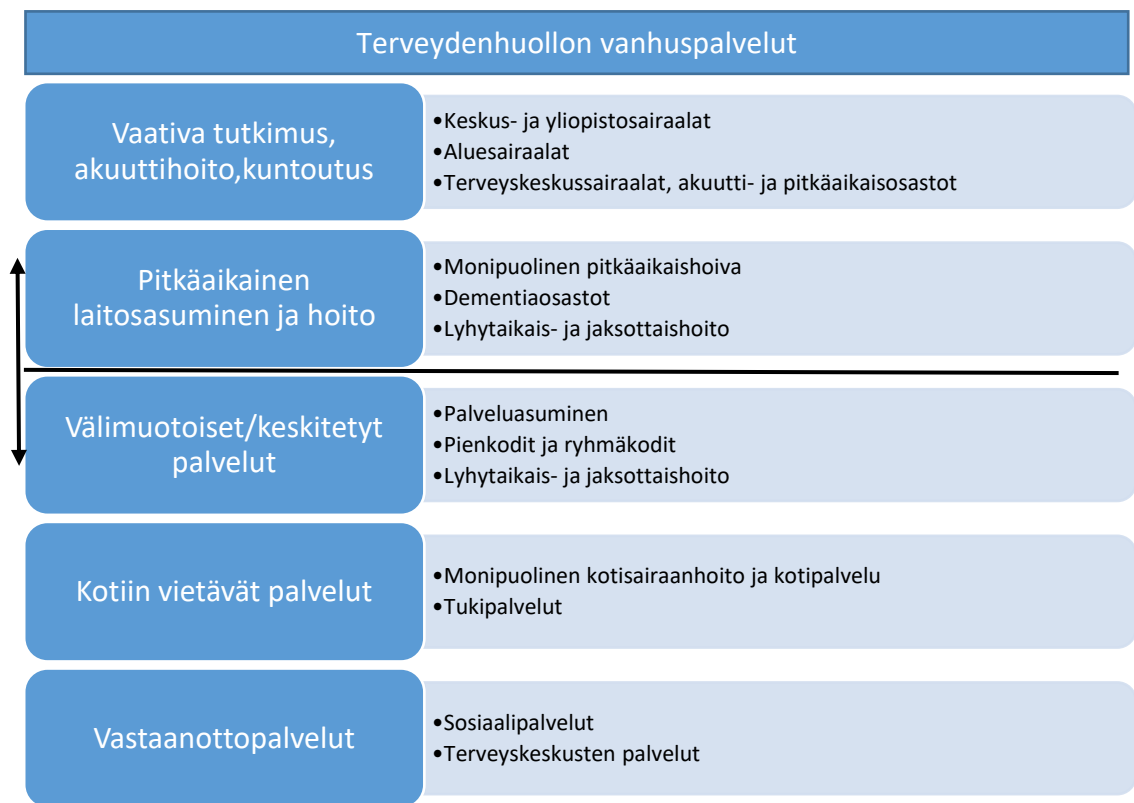 Terveydenhuollon vanhuspalvelut
Vaativa tutkimus,
akuuttihoito,kuntoutus
•Keskus- ja yliopistosairaalat
•Aluesairaalat
•Terveyskeskussairaalat, akuutti- ja pitkäaikaisosastot
Pitkäaikainen
laitosasuminen ja hoito
•Monipuolinen pitkäaikaishoiva
•Dementiaosastot
•Lyhytaikais- ja jaksottaishoito
Välimuotoiset/keskitetyt
palvelut
•Palveluasuminen
•Pienkodit ja ryhmäkodit
•Lyhytaikais- ja jaksottaishoito
Kotiin vietävät palvelut
•Monipuolinen kotisairaanhoito ja kotipalvelu
•Tukipalvelut
Vastaanottopalvelut
•Sosiaalipalvelut
•Terveyskeskusten palvelut